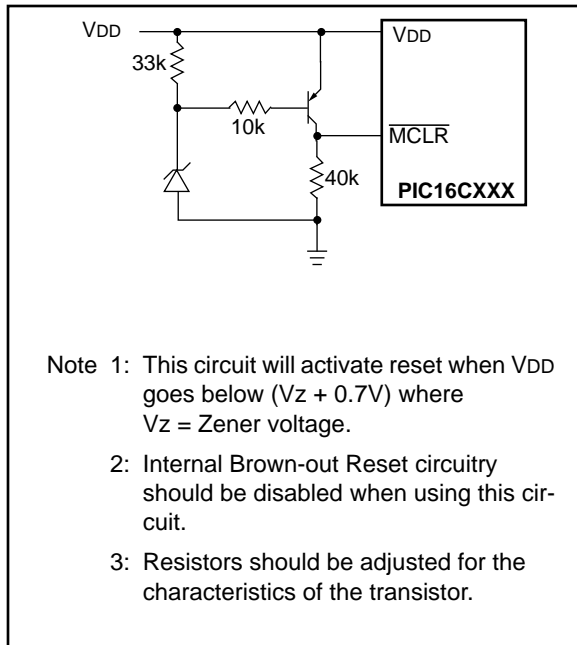 VDD
VDD
33k
10k
MCLR
40k
PIC16CXXX
Note 1: This circuit will activate reset when VDD
goes below (Vz + 0.7V) where
Vz = Zener voltage.
2: Internal Brown-out Reset circuitry
should be disabled when using this cir-
cuit.
3: Resistors should be adjusted for the
characteristics of the transistor.